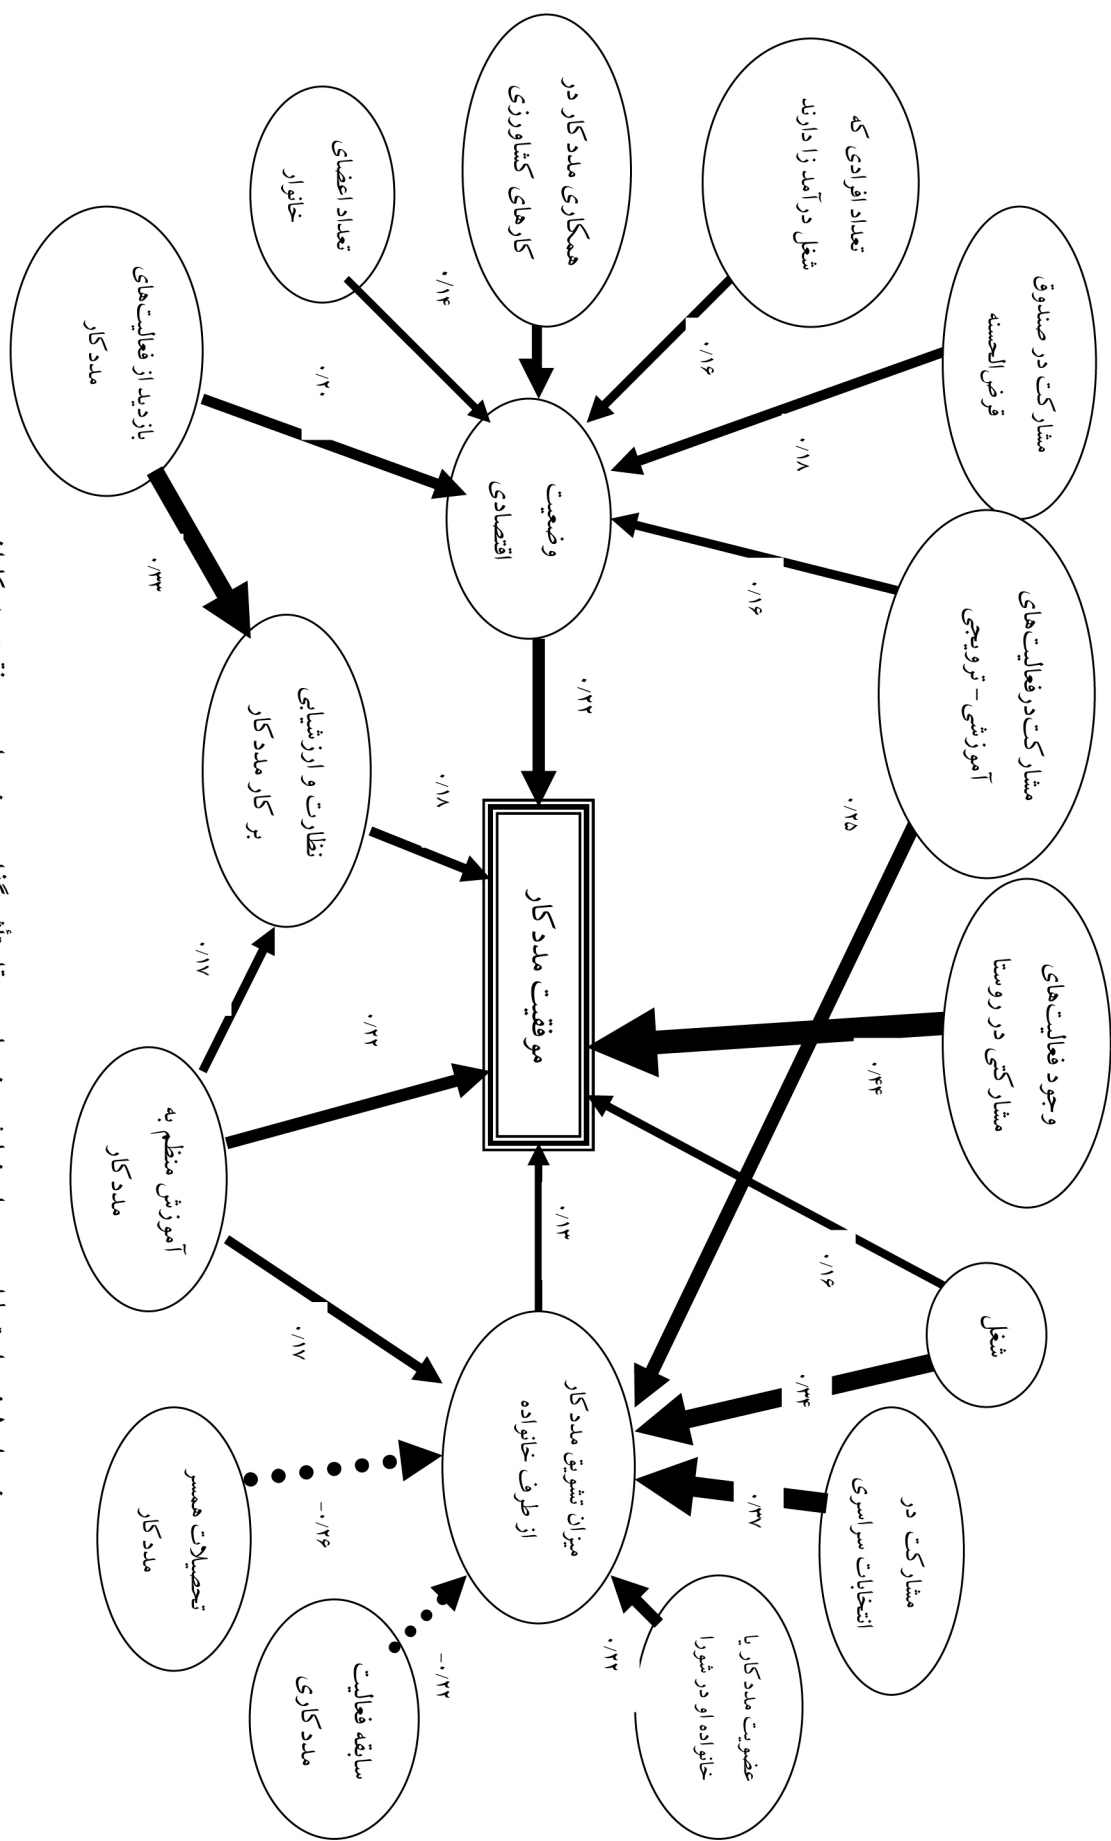 عضویت مددکار یا
خانواده او در شورا
مشارکت در
انتخابات سراسری
شغل
وجود فعالیت‌های
مشارکتی در روستا
مشارکت در فعالیت‌های
آموزشی - ترویجی
مشارکت در صندوق
قرض‌الحسنه
تعداد افرادی که
شغل درآمد زا دارند
۰/۲۲
۰/۳۷
۰/۳۴
۰/۱۶
۰/۴۴
۰/۲۵
۰/۱۶
۰/۱۸
۰/۱۶
میزان تشویق مددکار
از طرف خانواده
۰/۱۳
موفقیت مددکار
۰/۲۲
وضعیت
اقتصادی
همکاری مددکار در
کارهای کشاورزی
-۰/۲۲
-۰/۲۶
۰/۱۷
۰/۲۲
۰/۱۷
۰/۱۸
۰/۳۳
۰/۲۰
۰/۱۴
سابقه فعالیت
مددکاری
تحصیلات همسر
مددکار
آموزش منظم به
مددکار
نظارت و ارزشیابی
بر کار مددکار
بازدید از فعالیت‌های
مددکار
تعداد اعضای
خانوار